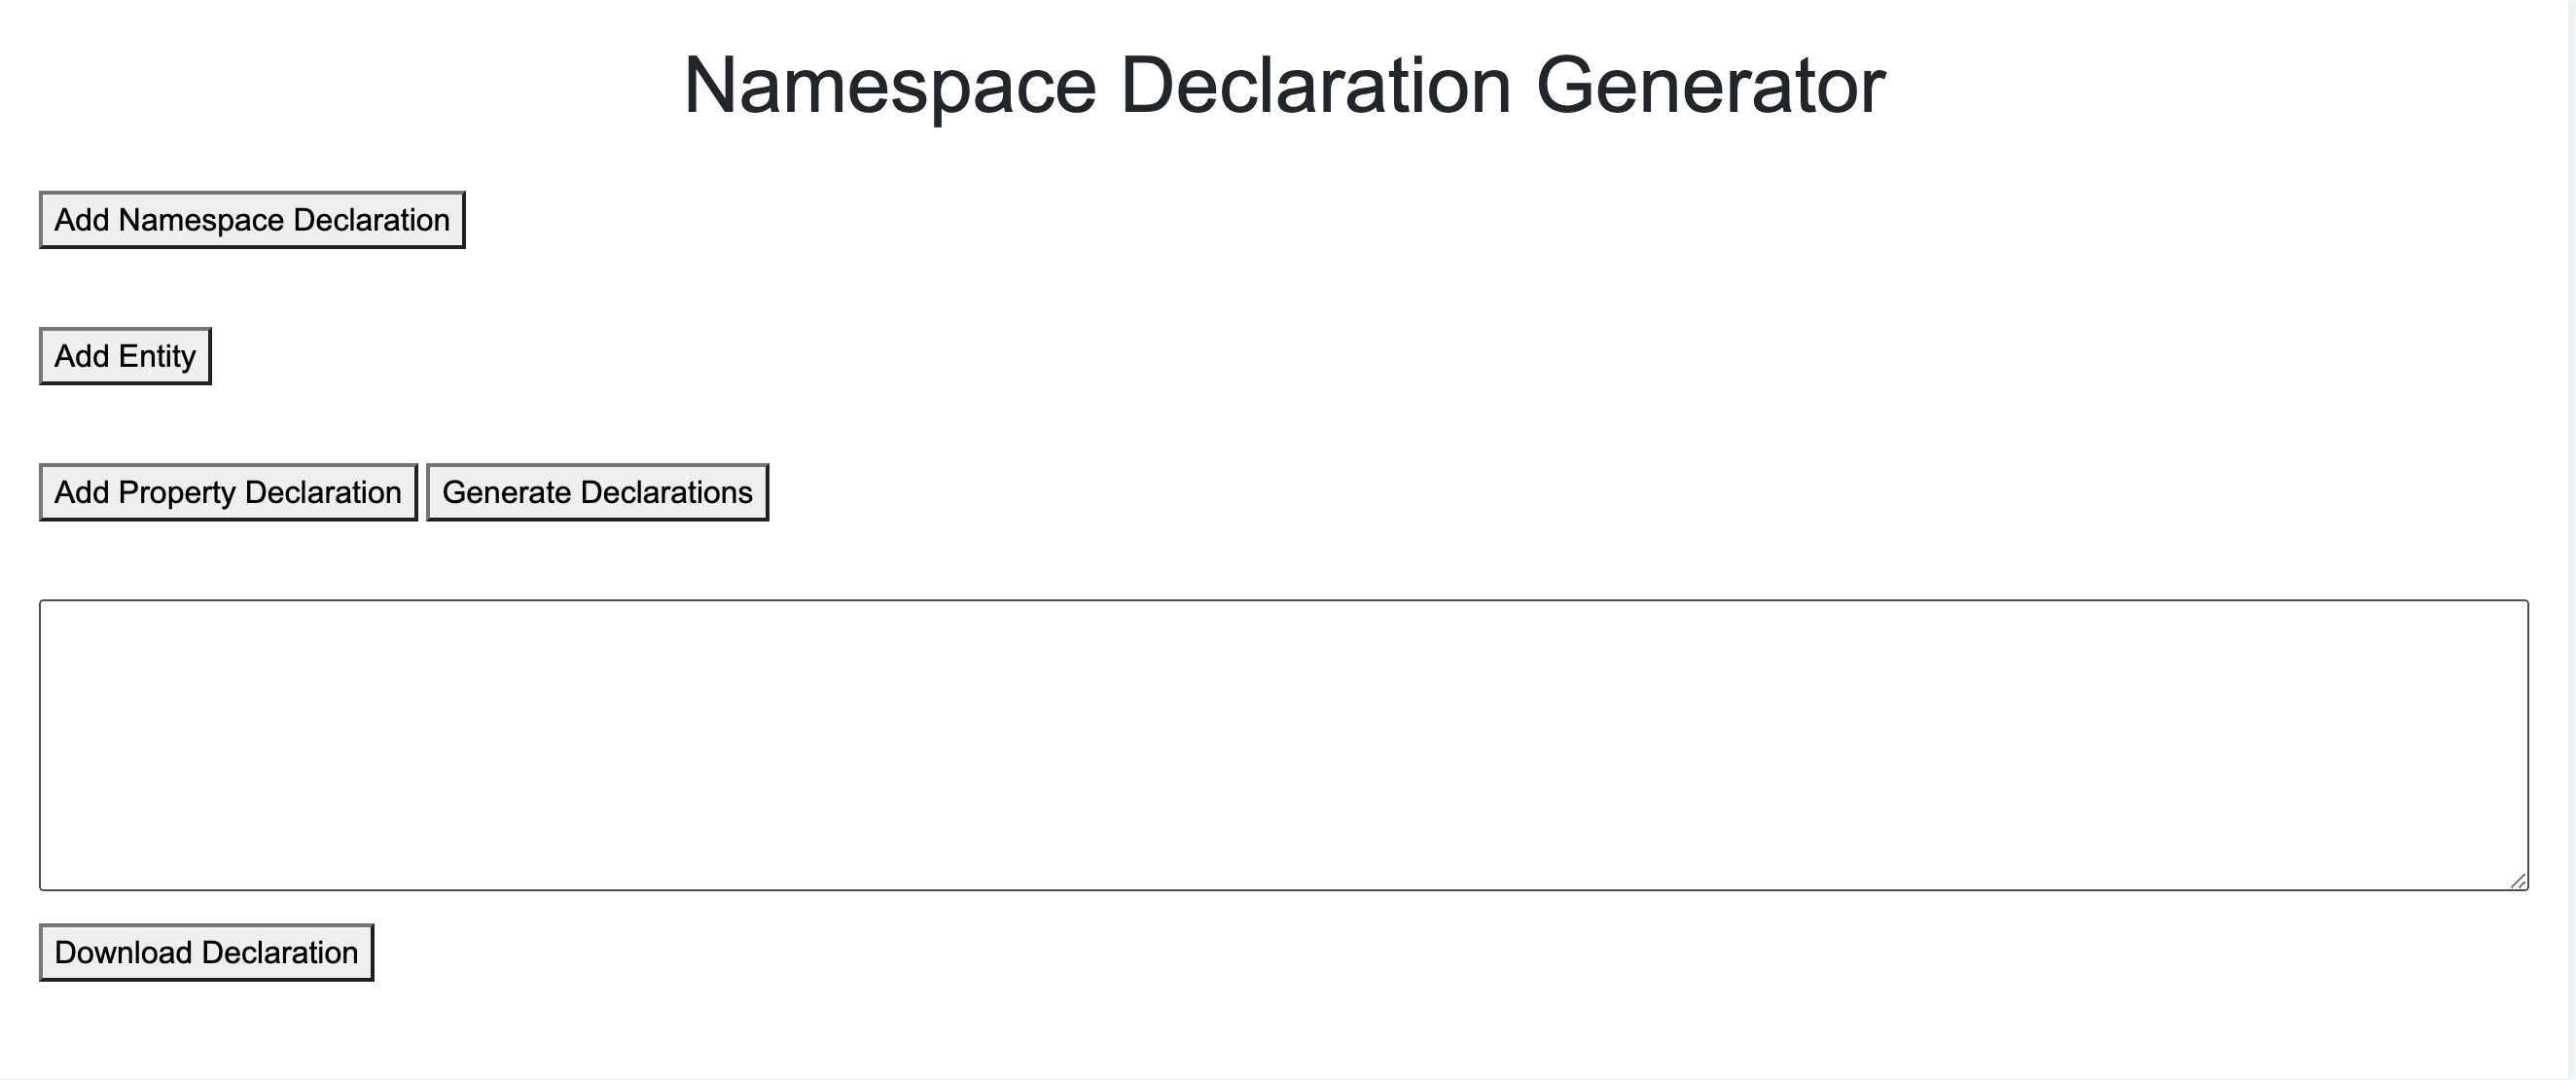 Namespace Declaration Generator
Add Namespace Declaration
Add Entity
Add Property Declaration Generate Declarations
Download Declaration